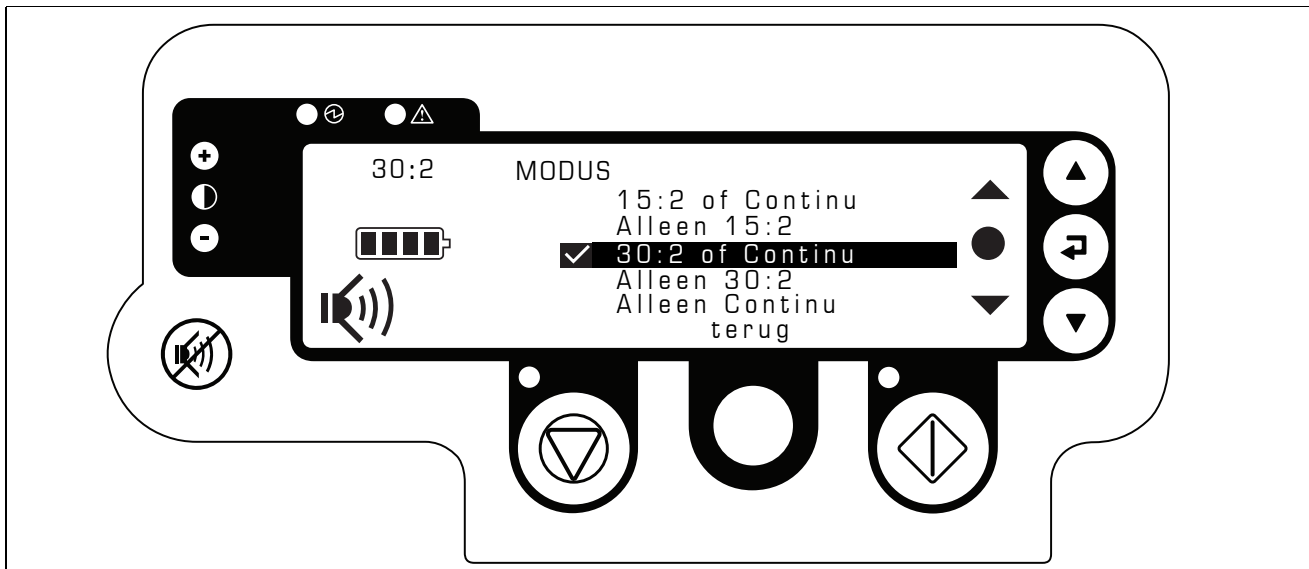 30:2 MODUS
15:2 of Continu
Alleen 15:2
30:2 of Continu
Alleen 30:2
Alleen Continu
terug